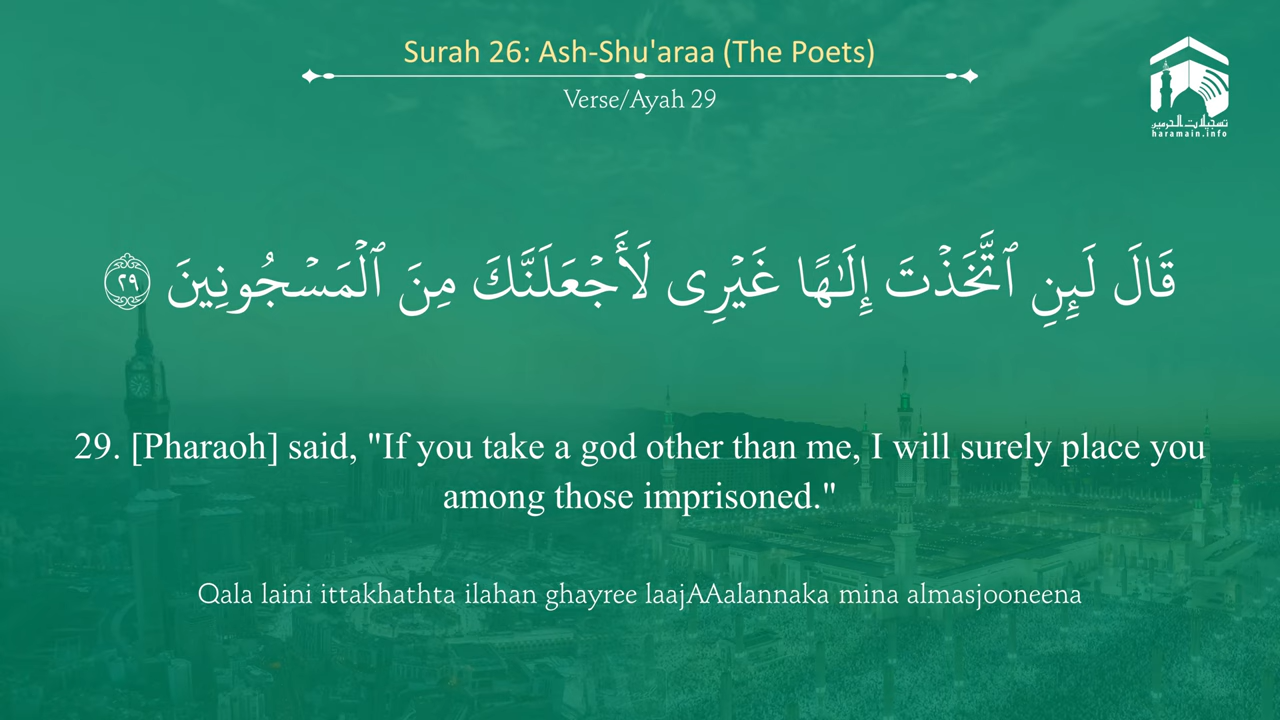 Surah 26: Ash-Shu'araa (The Poets)
Verse/Ayah 29
تسجيلات الحرمين
haramain.info
قَالَ لَئِنِ ٱتَّخَذْتَ إِلَـٰهًا غَيْرِى لَأَجْعَلَنَّكَ مِنَ ٱلْمَسْجُونِينَ ٢٩
29. [Pharaoh] said, "If you take a god other than me, I will surely place you
among those imprisoned."
Qala laini ittakhathta ilahan ghayree laajAAalannaka mina almasjooneena